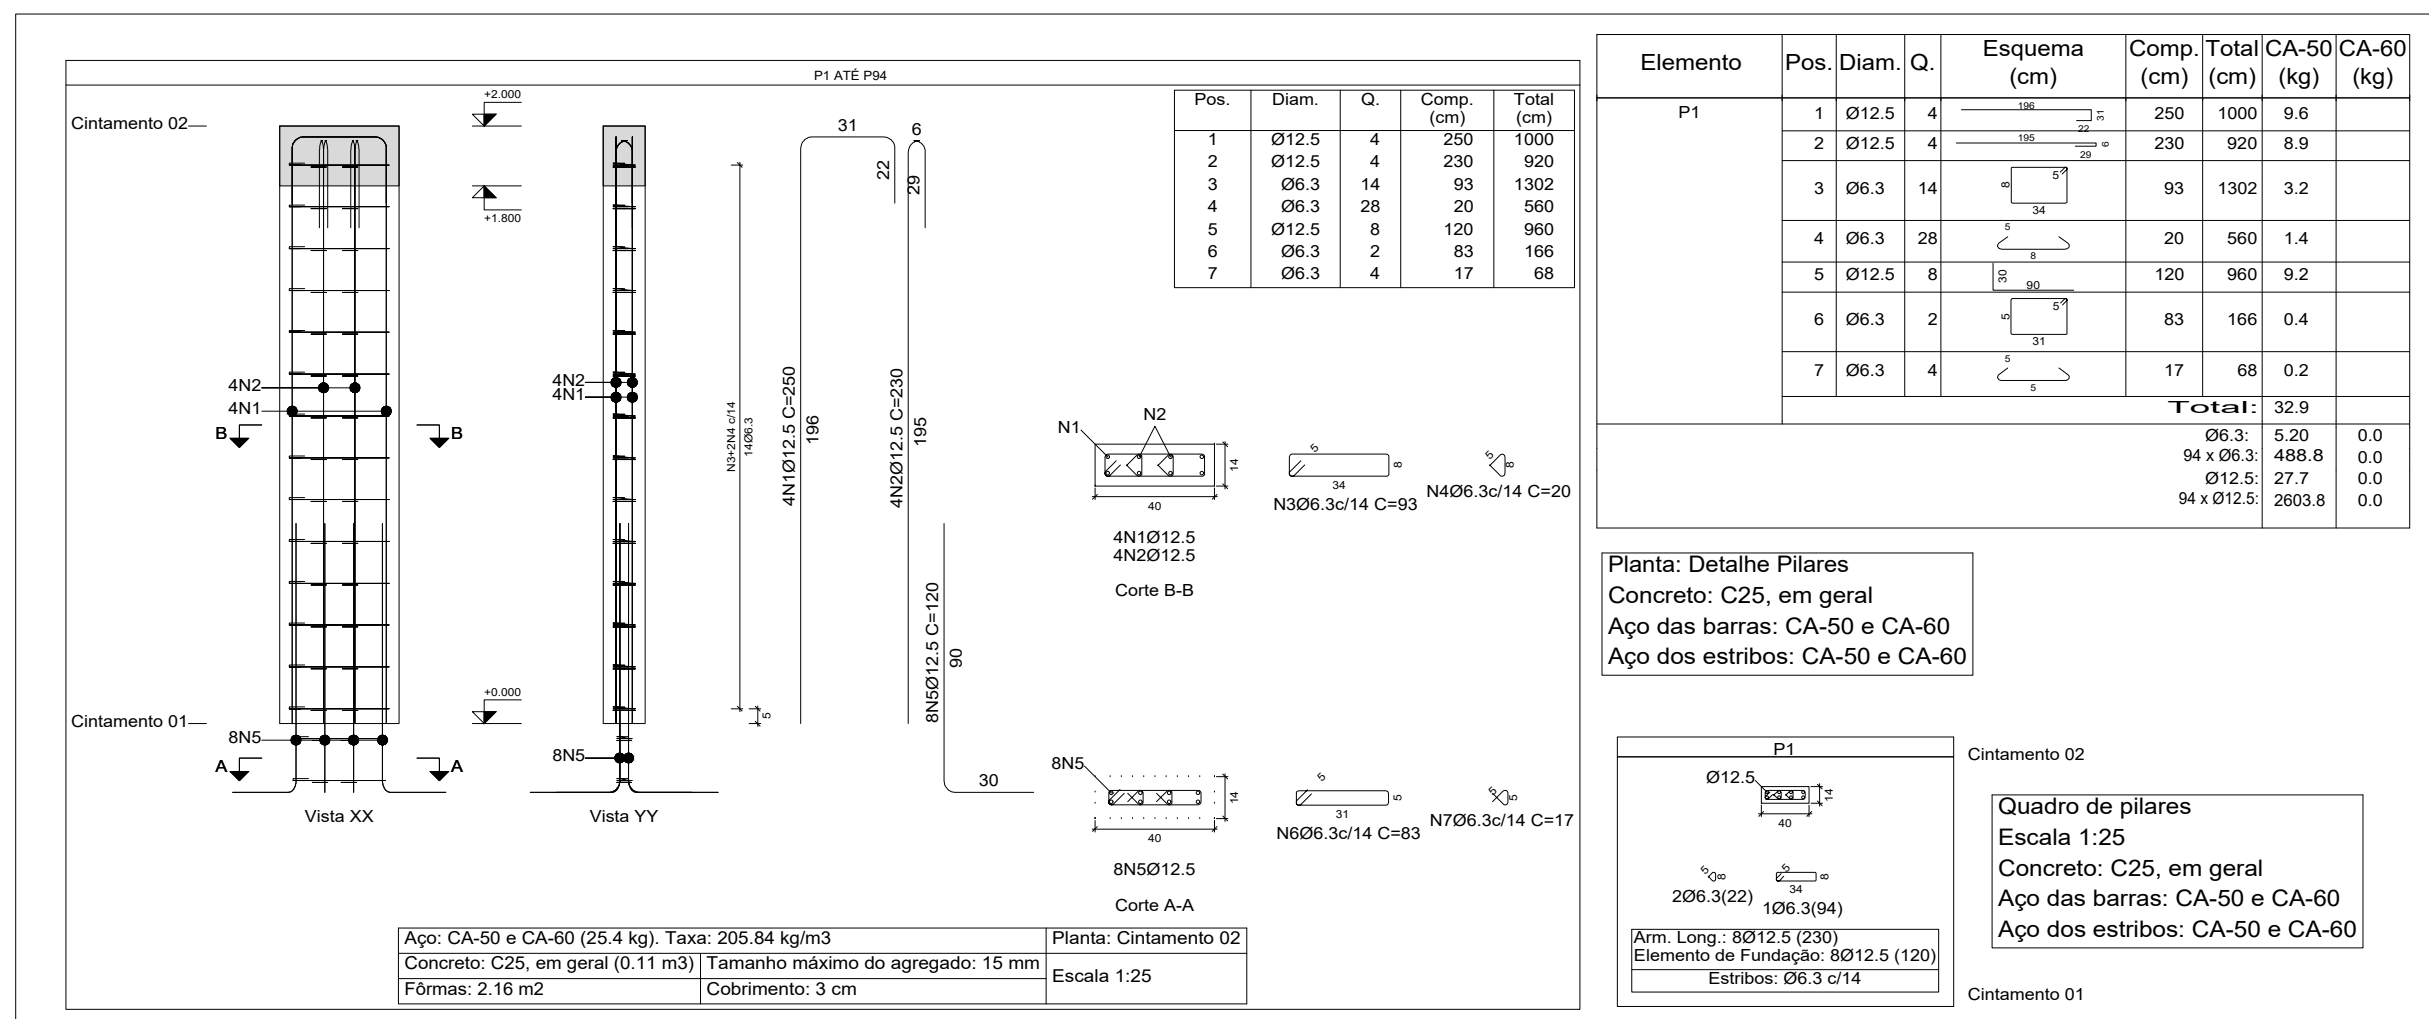 P1 ATÉ P94
Cintamento 02
+2.000
+1.800
4N2
4N1
B B
Cintamento 01
+0.000
8N5
A A
Vista XX
4N2
4N1
8N5
Vista YY
N3+2N4 c/14
14Ø6.3
5
31
22
4N1Ø12.5 C=250
196
6
29
4N2Ø12.5 C=230
195
8N5Ø12.5 C=120
90
30
Pos. Diam. Q. Comp. (cm) Total (cm)
1 Ø12.5 4 250 1000
2 Ø12.5 4 230 920
3 Ø6.3 14 93 1302
4 Ø6.3 28 20 560
5 Ø12.5 8 120 960
6 Ø6.3 2 83 166
7 Ø6.3 4 17 68
N1 N2
14
40
4N1Ø12.5
4N2Ø12.5
Corte B-B
5
34
8
N3Ø6.3c/14 C=93
5
8
N4Ø6.3c/14 C=20
8N5
14
40
8N5Ø12.5
Corte A-A
5
31
5
N6Ø6.3c/14 C=83
5
5
N7Ø6.3c/14 C=17
Aço: CA-50 e CA-60 (25.4 kg). Taxa: 205.84 kg/m3
Planta: Cintamento 02
Concreto: C25, em geral (0.11 m3) Tamanho máximo do agregado: 15 mm
Escala 1:25
Fôrmas: 2.16 m2 Cobrimento: 3 cm
Elemento Pos. Diam. Q. Esquema (cm) Comp. (cm) Total (cm) CA-50 (kg) CA-60 (kg)
P1 1 Ø12.5 4 196 31 22 250 1000 9.6
2 Ø12.5 4 195 6 29 230 920 8.9
3 Ø6.3 14 8 5 34 93 1302 3.2
4 Ø6.3 28 5 8 20 560 1.4
5 Ø12.5 8 30 90 120 960 9.2
6 Ø6.3 2 5 5 31 83 166 0.4
7 Ø6.3 4 5 5 17 68 0.2
Total: 32.9
Ø6.3: 5.20 0.0
94 x Ø6.3: 488.8 0.0
Ø12.5: 27.7 0.0
94 x Ø12.5: 2603.8 0.0
Planta: Detalhe Pilares
Concreto: C25, em geral
Aço das barras: CA-50 e CA-60
Aço dos estribos: CA-50 e CA-60
P1
Cintamento 02
Ø12.5
14
40
5
8
2Ø6.3(22)
5
8
34
1Ø6.3(94)
Arm. Long.: 8Ø12.5 (230)
Elemento de Fundação: 8Ø12.5 (120)
Estribos: Ø6.3 c/14
Cintamento 01
Quadro de pilares
Escala 1:25
Concreto: C25, em geral
Aço das barras: CA-50 e CA-60
Aço dos estribos: CA-50 e CA-60